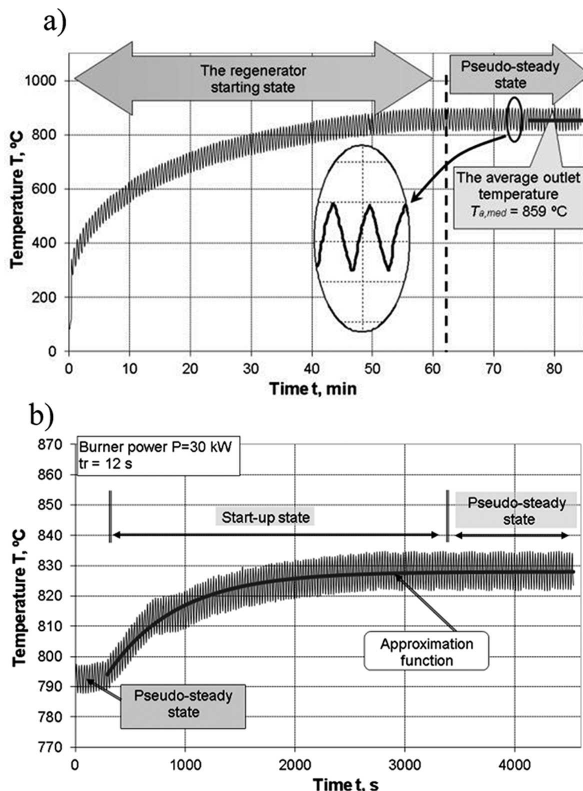 a)
The regenerator
starting state
Pseudo-steady
state
The average outlet
temperature
Ta,med = 859 ºC
Temperature T, ºC
1000
800
600
400
200
0
0 10 20 30 40 50 60 70 80
Time t, min
b)
Burner power P=30 kW
tr = 12 s
Start-up state
Pseudo-steady
state
Approximation
function
Pseudo-steady
state
Temperature T, ºC
870
860
850
840
830
820
810
800
790
780
770
0 1000 2000 3000 4000
Time t, s